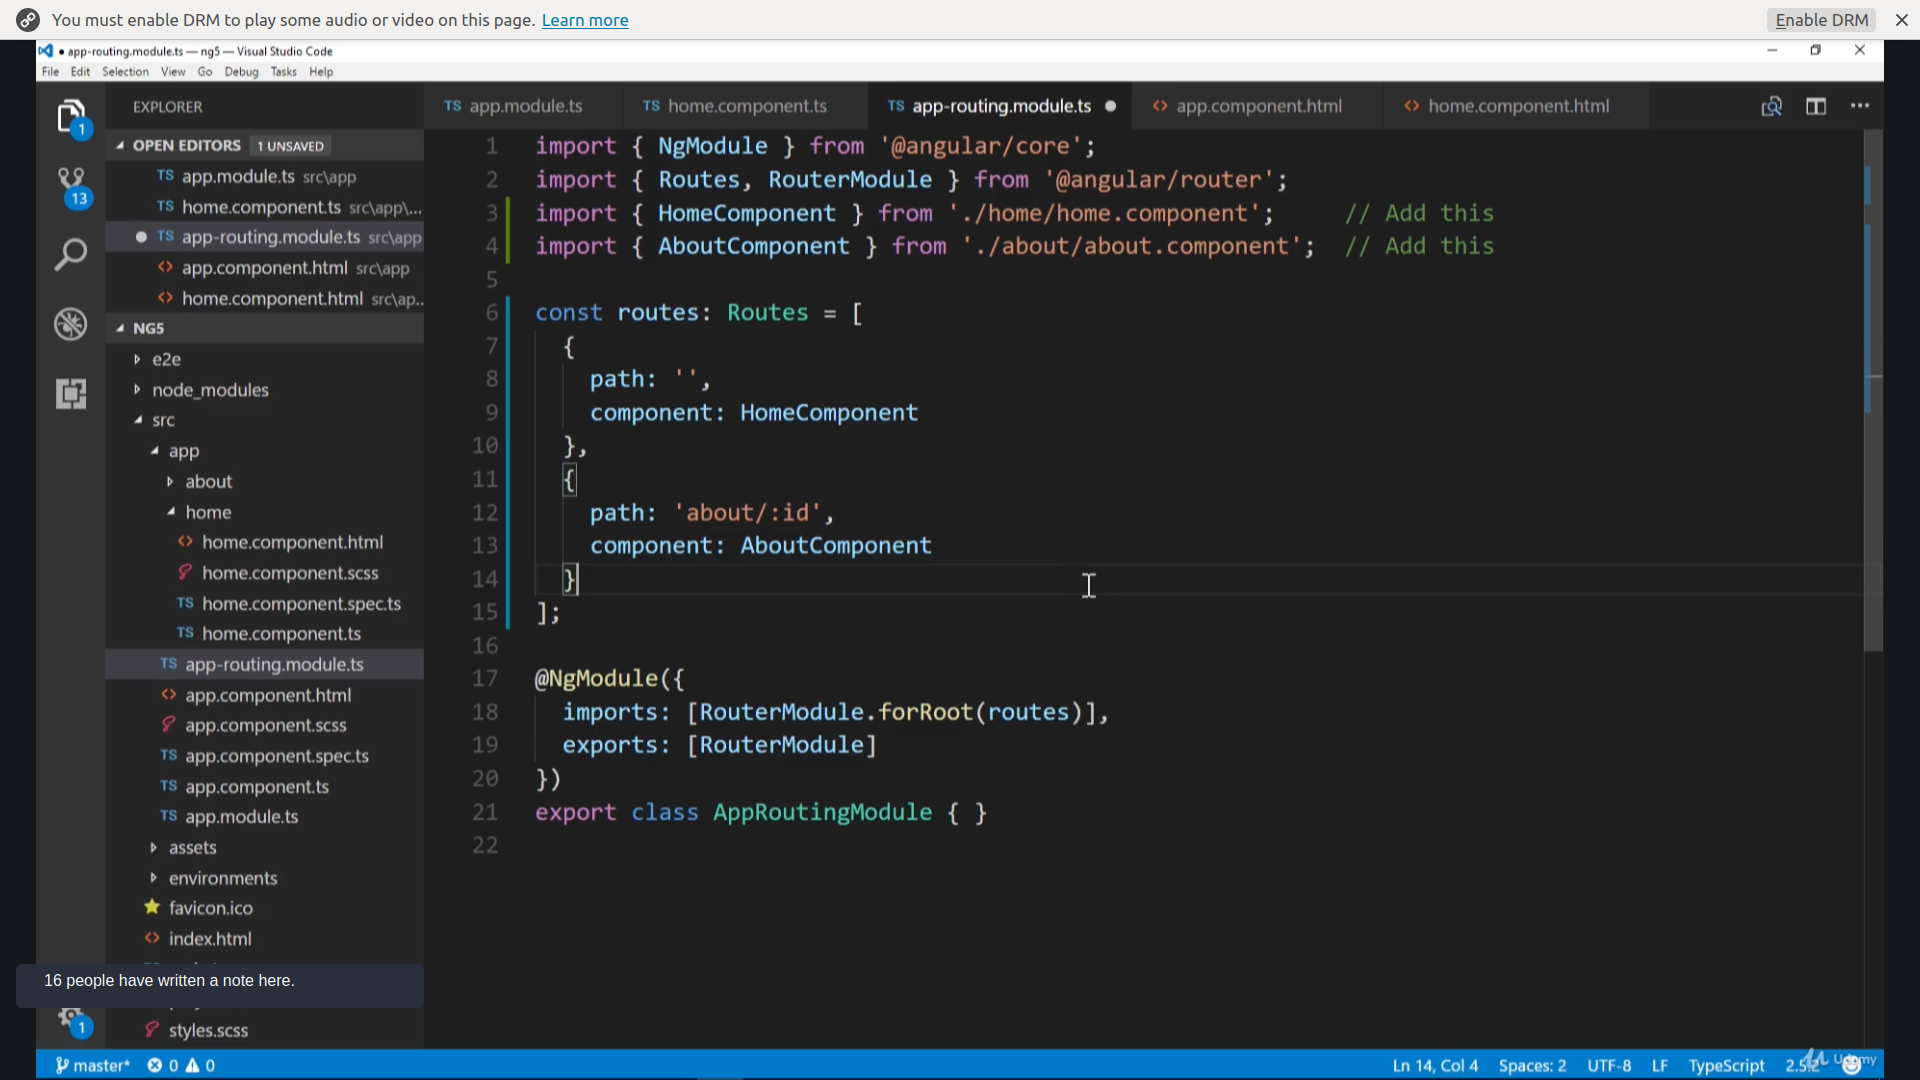 You must enable DRM to play some audio or video on this page. Learn more
Enable DRM
● app-routing.module.ts — ng5 — Visual Studio Code
File Edit Selection View Go Debug Tasks Help
EXPLORER
TS app.module.ts
TS home.component.ts
TS app-routing.module.ts ●
<> app.component.html
<> home.component.html
OPEN EDITORS 1 UNSAVED
TS app.module.ts src\app
TS home.component.ts src\app\...
● TS app-routing.module.ts src\app
<> app.component.html src\app
<> home.component.html src\ap..
NG5
e2e
node_modules
src
app
about
home
<> home.component.html
home.component.scss
TS home.component.spec.ts
TS home.component.ts
TS app-routing.module.ts
<> app.component.html
app.component.scss
TS app.component.spec.ts
TS app.component.ts
TS app.module.ts
assets
environments
favicon.ico
<> index.html
styles.scss
1
13
1
16 people have written a note here.
1 import { NgModule } from '@angular/core';
2 import { Routes, RouterModule } from '@angular/router';
3 import { HomeComponent } from './home/home.component'; // Add this
4 import { AboutComponent } from './about/about.component'; // Add this
5
6 const routes: Routes = [
7 {
8 path: '',
9 component: HomeComponent
10 },
11 {
12 path: 'about/:id',
13 component: AboutComponent
14 }
15 ];
16
17 @NgModule({
18 imports: [RouterModule.forRoot(routes)],
19 exports: [RouterModule]
20 })
21 export class AppRoutingModule { }
22
master* 0 0
Ln 14, Col 4 Spaces: 2 UTF-8 LF TypeScript 2.5.2
Udemy